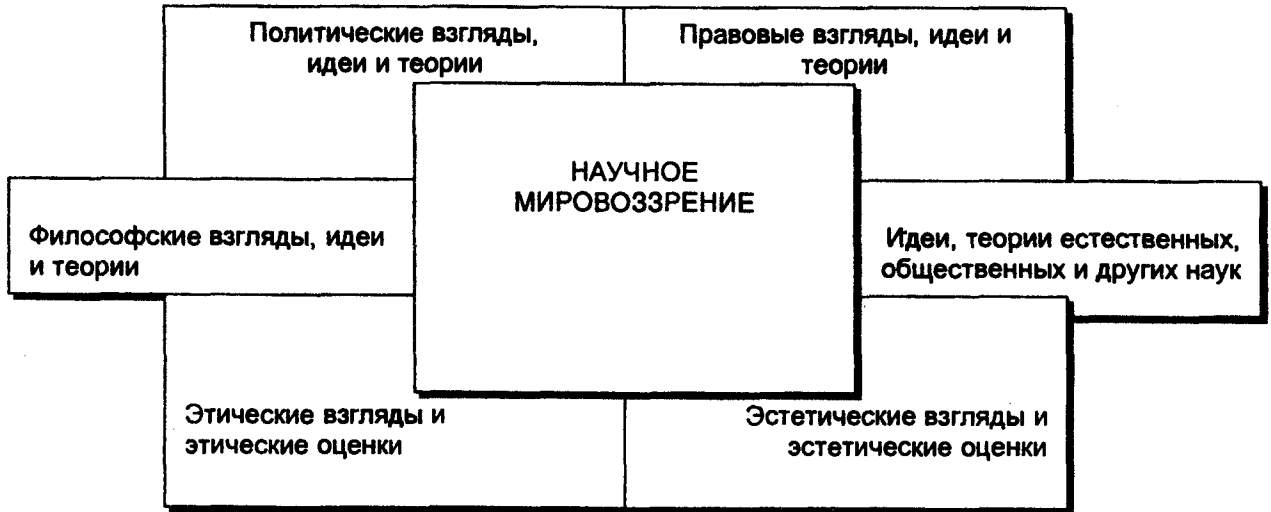 Политические взгляды,
идеи и теории
Правовые взгляды, идеи и
теории
НАУЧНОЕ
МИРОВОЗЗРЕНИЕ
Философские взгляды, идеи
и теории
Идеи, теории естественных,
общественных и других наук
Этические взгляды и
этические оценки
Эстетические взгляды и
эстетические оценки